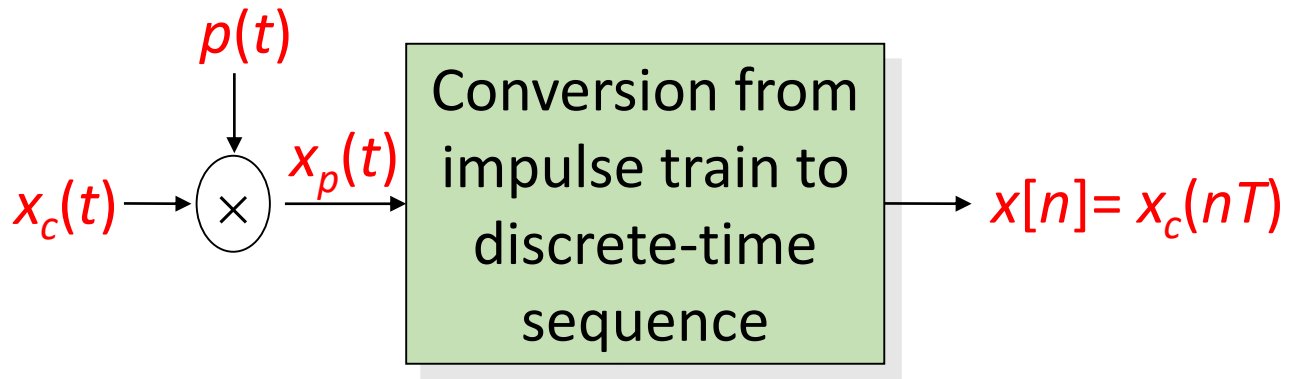 p(t)
x_c(t)
×
x_p(t)
Conversion from
impulse train to
discrete-time
sequence
x[n]= x_c(nT)